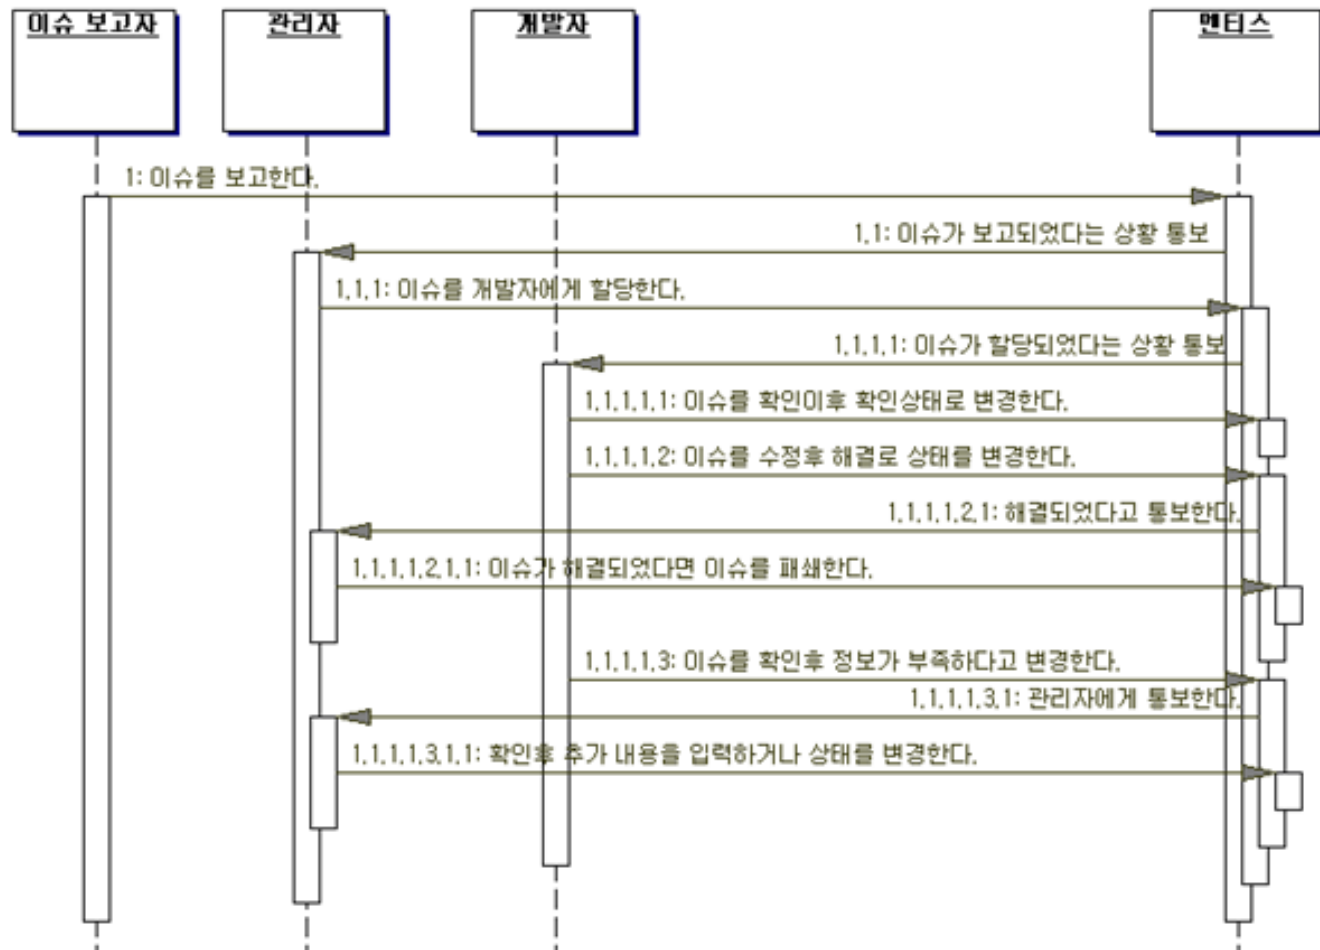 이슈 보고자
관리자
개발자
멘티스
1: 이슈를 보고한다.
1.1: 이슈가 보고되었다는 상황 통보
1.1.1: 이슈를 개발자에게 할당한다.
1.1.1.1: 이슈가 할당되었다는 상황 통보
1.1.1.1.1: 이슈를 확인이후 확인상태로 변경한다.
1.1.1.1.2: 이슈를 수정후 해결로 상태를 변경한다.
1.1.1.1.2.1: 해결되었다고 통보한다.
1.1.1.1.2.1.1: 이슈가 해결되었다면 이슈를 패쇄한다.
1.1.1.1.3: 이슈를 확인후 정보가 부족하다고 변경한다.
1.1.1.1.3.1: 관리자에게 통보한다.
1.1.1.1.3.1.1: 확인후 추가 내용을 입력하거나 상태를 변경한다.